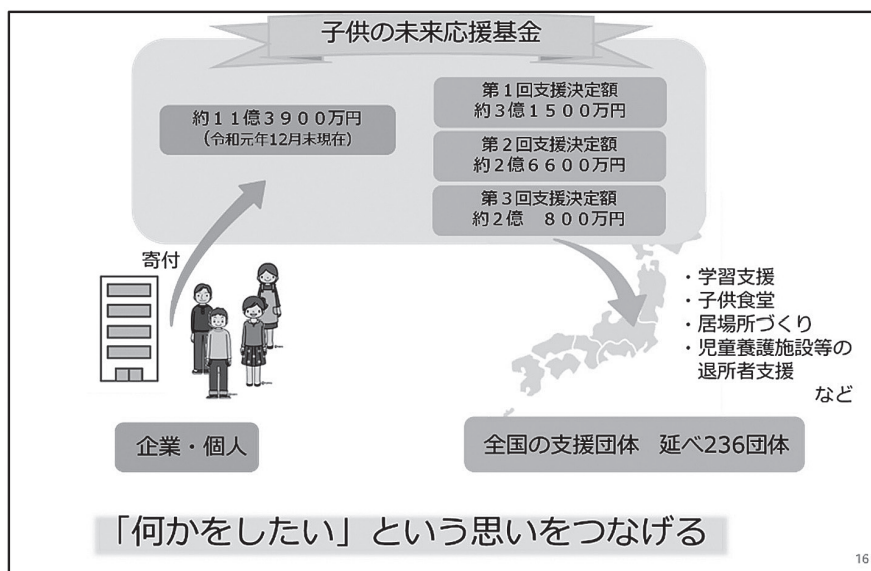 子供の未来応援基金
約11億3900万円
(令和元年12月末現在)
第1回支援決定額
約3億1500万円
第2回支援決定額
約2億6600万円
第3回支援決定額
約2億　800万円
寄付
・学習支援
・子供食堂
・居場所づくり
・児童養護施設等の
退所者支援
など
企業・個人
全国の支援団体　延べ236団体
「何かをしたい」という思いをつなげる
16